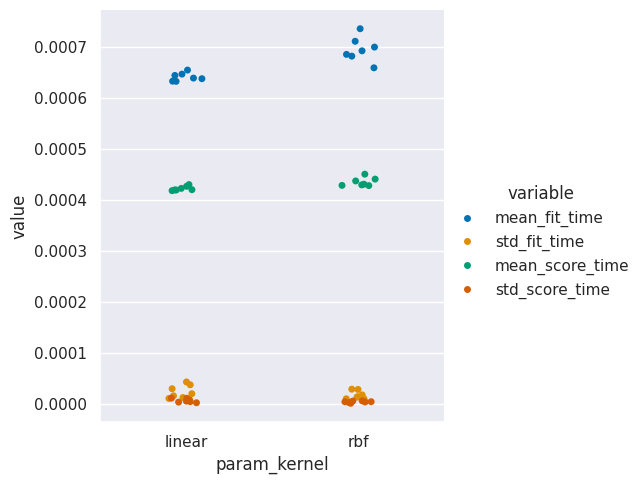 0.0007
0.0006
0.0005
0.0004
0.0003
0.0002
0.0001
0.0000
value
linear
rbf
param_kernel
variable
mean_fit_time
std_fit_time
mean_score_time
std_score_time